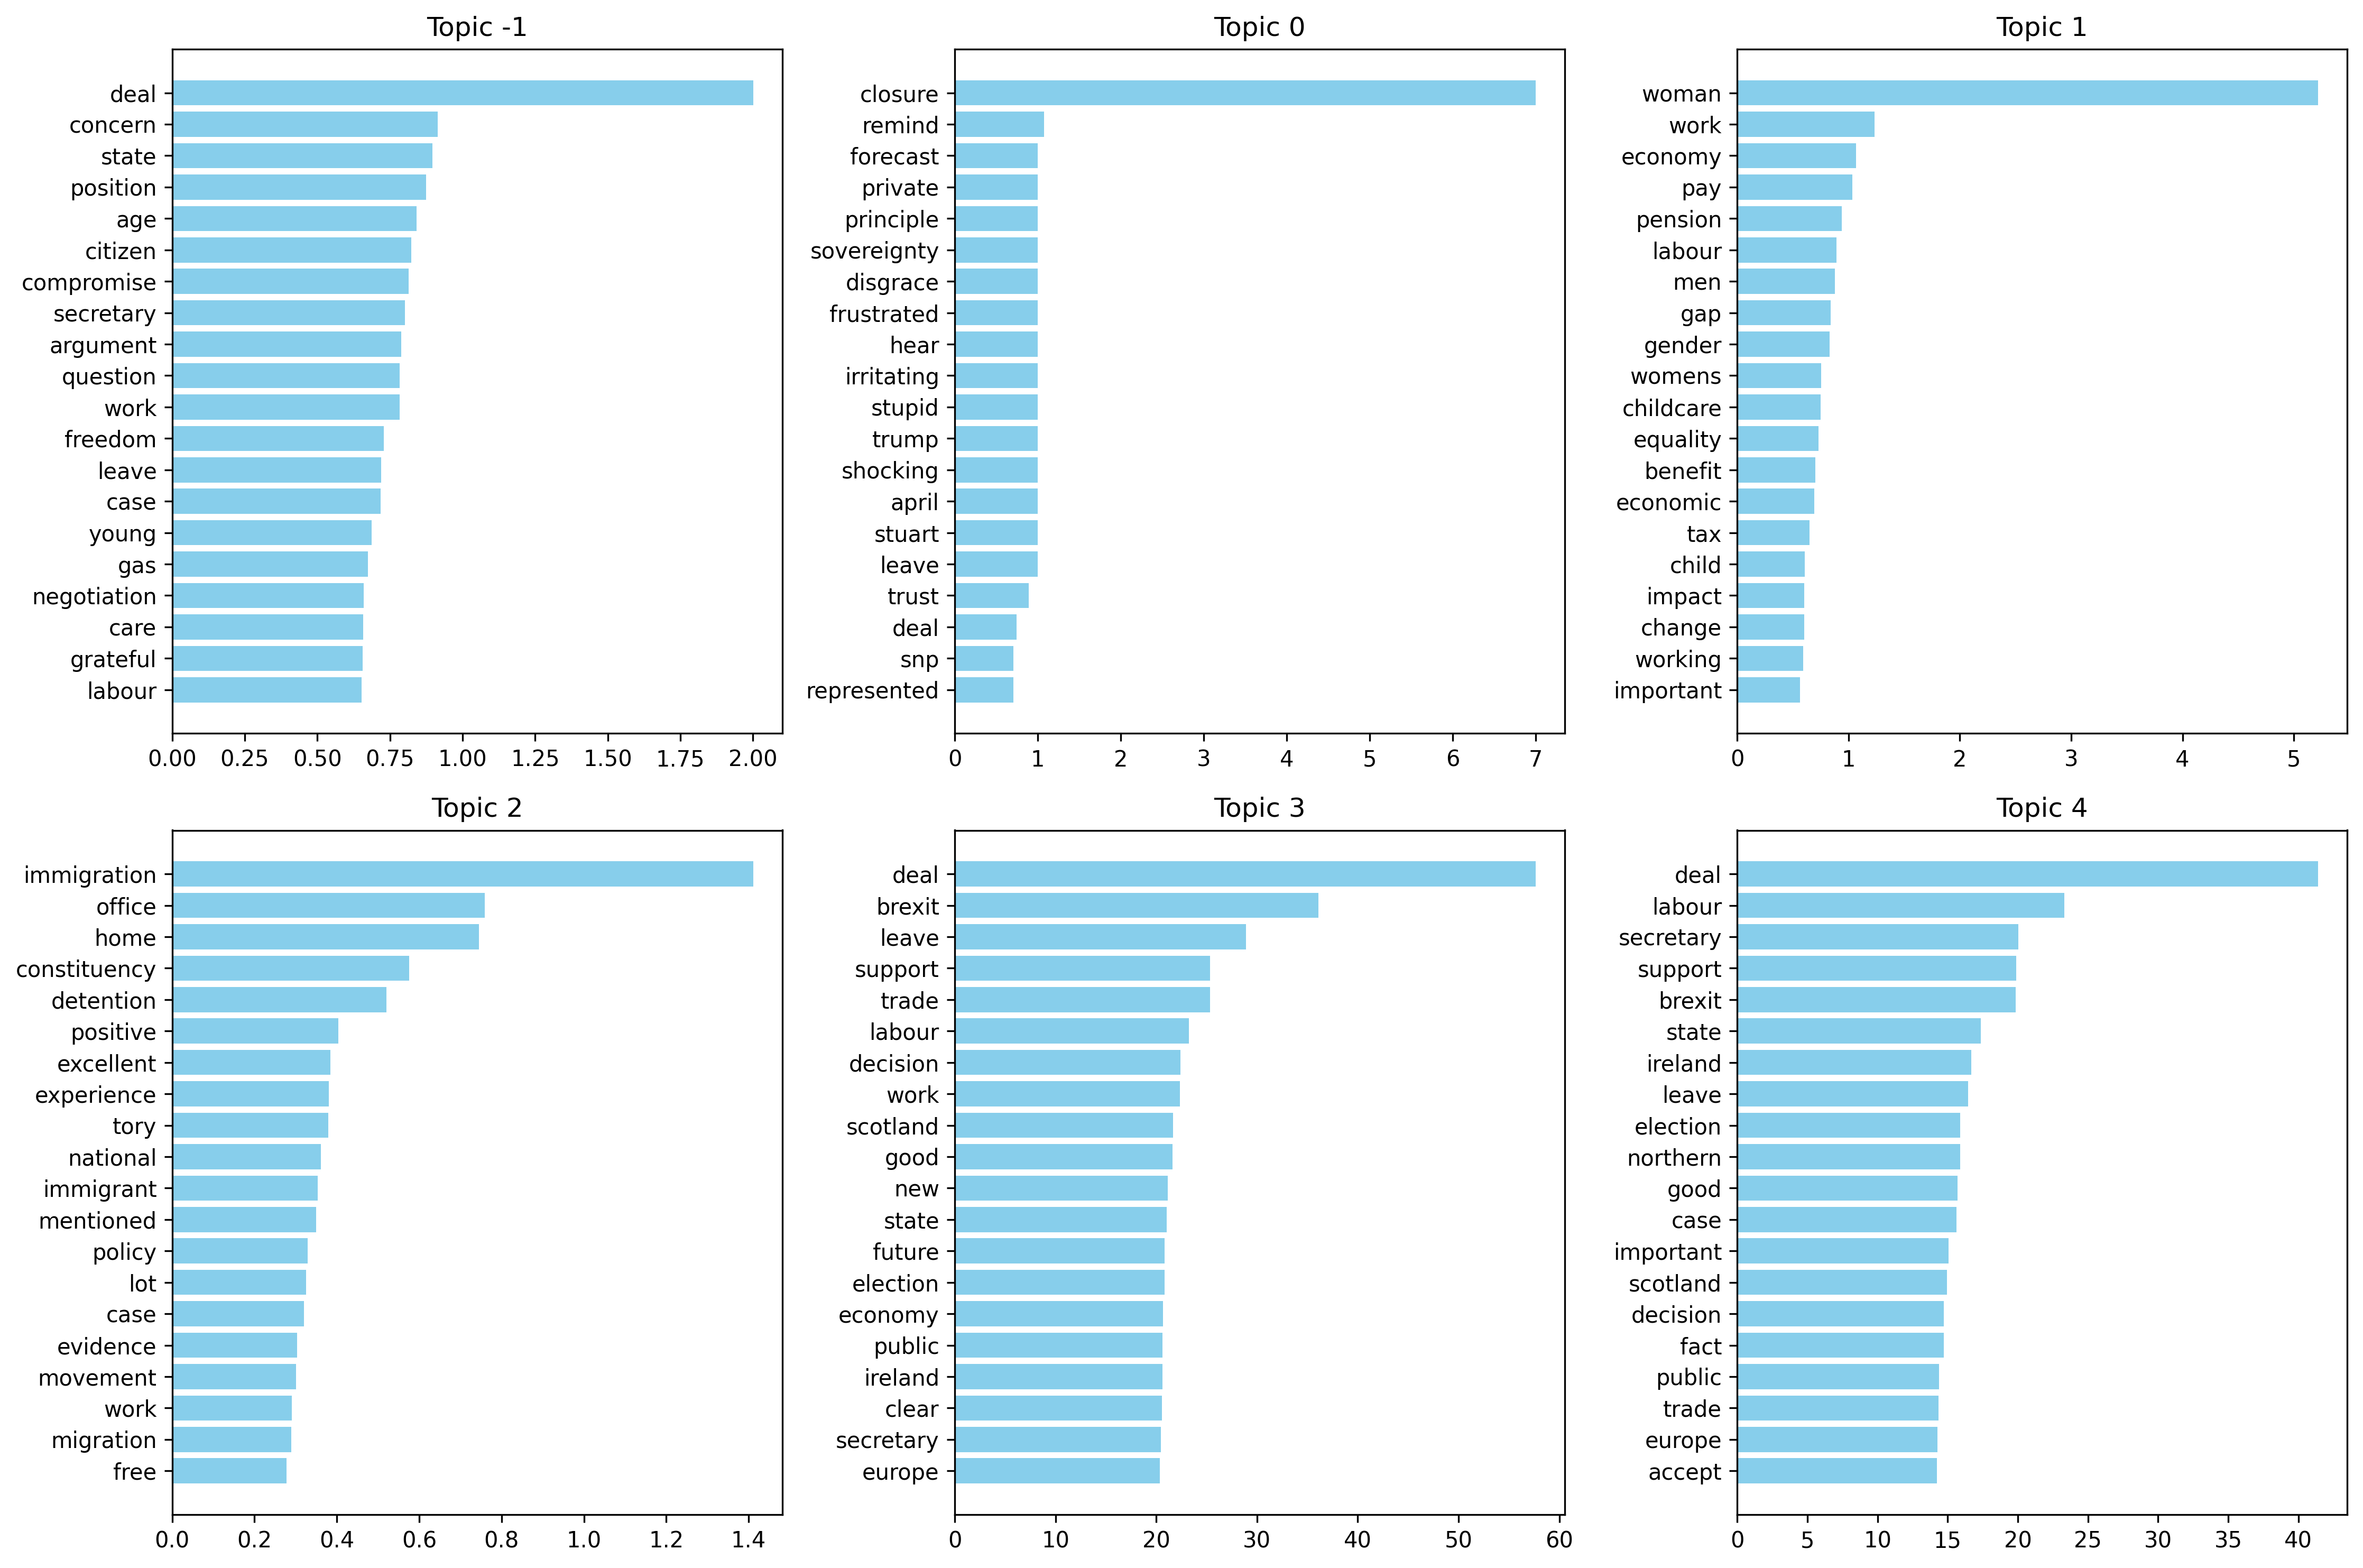 Topic -1
deal
concern
state
position
age
citizen
compromise
secretary
argument
question
work
freedom
leave
case
young
gas
negotiation
care
grateful
labour
0.00 0.25 0.50 0.75 1.00 1.25 1.50 1.75 2.00
Topic 0
closure
remind
forecast
private
principle
sovereignty
disgrace
frustrated
hear
irritating
stupid
trump
shocking
april
stuart
leave
trust
deal
snp
represented
0 1 2 3 4 5 6 7
Topic 1
woman
work
economy
pay
pension
labour
men
gap
gender
womens
childcare
equality
benefit
economic
tax
child
impact
change
working
important
0 1 2 3 4 5
Topic 2
immigration
office
home
constituency
detention
positive
excellent
experience
tory
national
immigrant
mentioned
policy
lot
case
evidence
movement
work
migration
free
0.0 0.2 0.4 0.6 0.8 1.0 1.2 1.4
Topic 3
deal
brexit
leave
support
trade
labour
decision
work
scotland
good
new
state
future
election
economy
public
ireland
clear
secretary
europe
0 10 20 30 40 50 60
Topic 4
deal
labour
secretary
support
brexit
state
ireland
leave
election
northern
good
case
important
scotland
decision
fact
public
trade
europe
accept
0 5 10 15 20 25 30 35 40